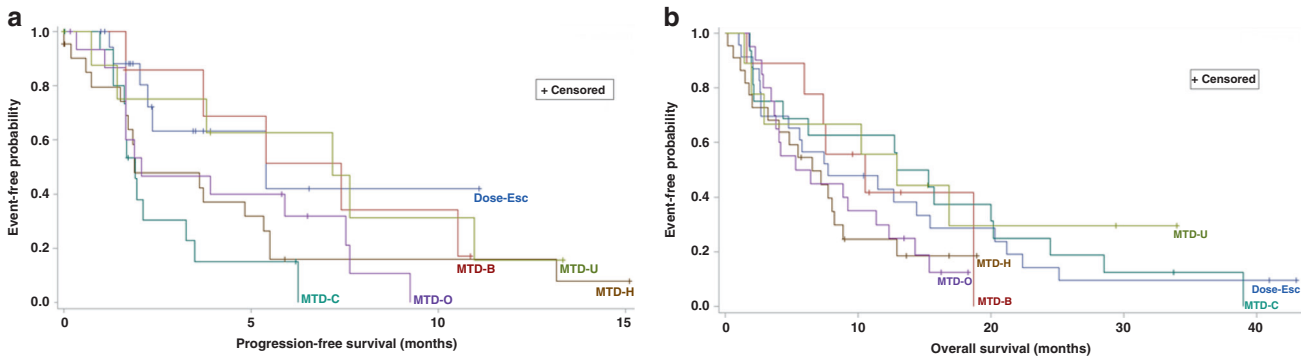 a
Event-free probability
1.0
0.8
0.6
0.4
0.2
0.0
+ Censored
Dose-Esc
MTD-B
MTD-U
MTD-H
MTD-C
MTD-O
0
5
10
15
Progression-free survival (months)
b
Event-free probability
1.0
0.8
0.6
0.4
0.2
0.0
+ Censored
MTD-U
MTD-H
MTD-O
Dose-Esc
MTD-B
MTD-C
0
10
20
30
40
Overall survival (months)